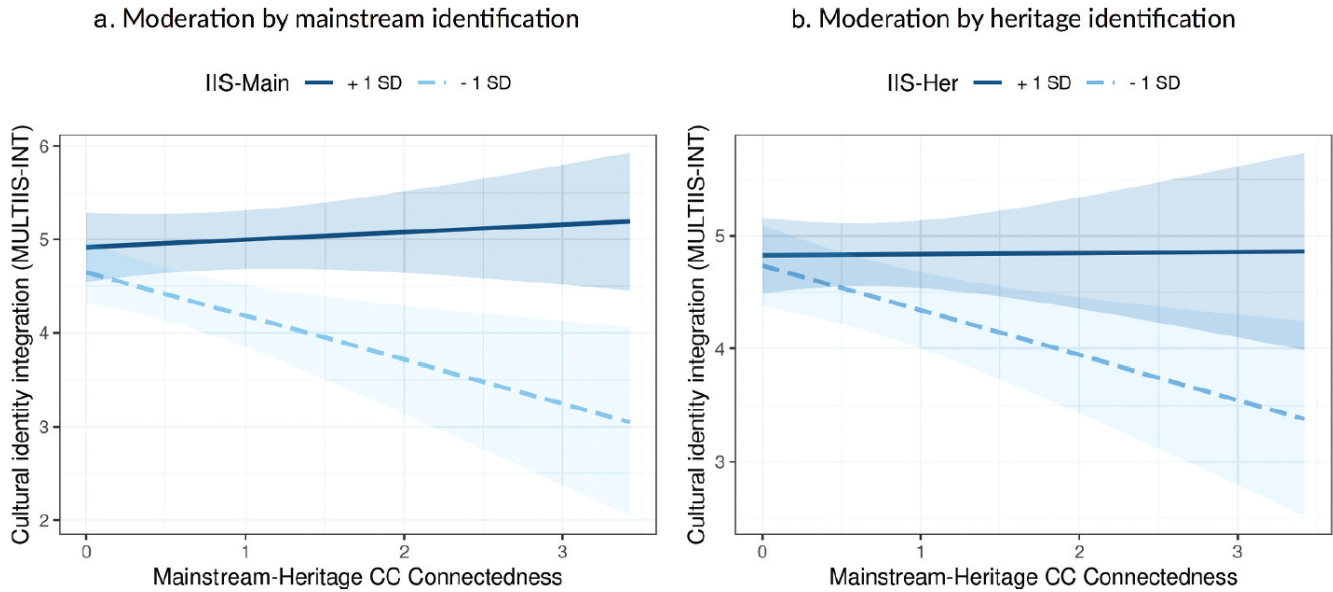 a. Moderation by mainstream identification
IIS-Main + 1 SD - 1 SD
Cultural identity integration (MULTIIS-INT)
6
5
4
3
2
0 1 2 3
Mainstream-Heritage CC Connectedness
b. Moderation by heritage identification
IIS-Her + 1 SD - 1 SD
Cultural identity integration (MULTIIS-INT)
5
4
3
0 1 2 3
Mainstream-Heritage CC Connectedness